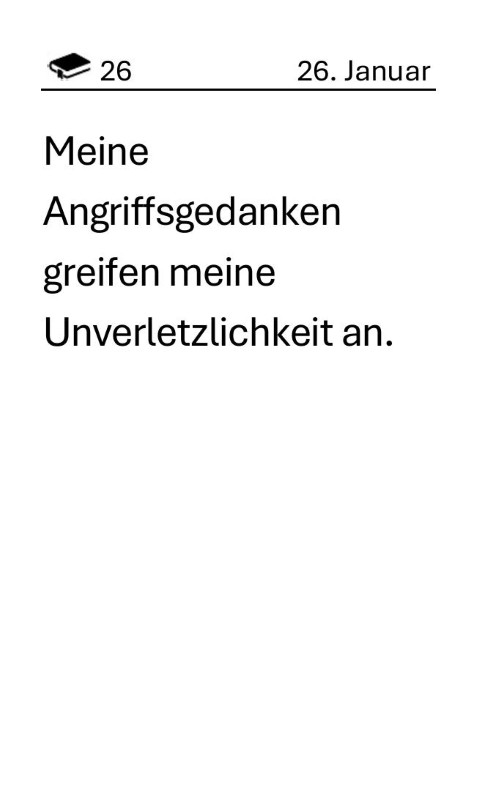 26 26. Januar
Meine
Angriffsgedanken
greifen meine
Unverletzlichkeit an.